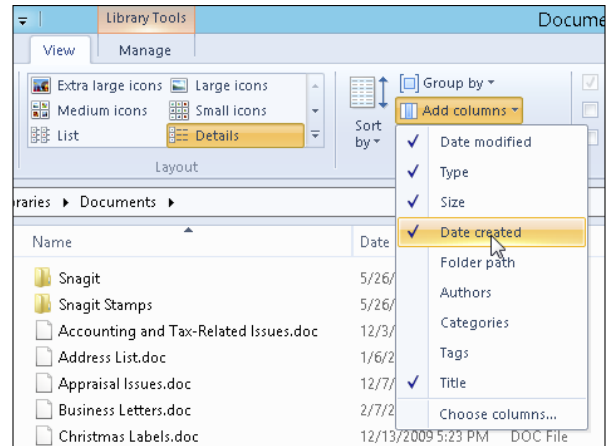 Library Tools
Docume
View
Manage
Extra large icons
Large icons
Medium icons
Small icons
List
Details
Layout
Sort by
Group by
Add columns
Date modified
Type
Size
Date created
Folder path
Authors
Categories
Tags
Title
Choose columns...
raries
Documents
Name
Date
Snagit
5/26/
Snagit Stamps
5/26/
Accounting and Tax-Related Issues.doc
12/3/
Address List.doc
1/6/2
Appraisal Issues.doc
12/7/
Business Letters.doc
2/7/2
Christmas Labels.doc
12/13/2009 5:23 PM
DOC File